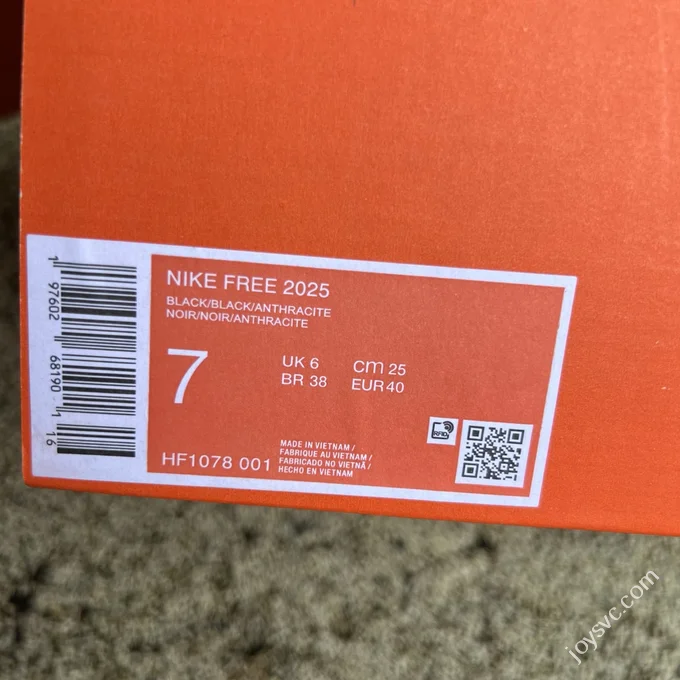 NIKE FREE 2025
BLACK/BLACK/ANTHRACITE
NOIR/NOIR/ANTHRACITE
7
UK 6 cm 25
BR 38 EUR 40
MADE IN VIETNAM /
FABRIQUE AU VIETNAM /
FABRICADO NO VIETNÃ /
HECHO EN VIETNAM
HF1078 001
RFID
1 97602 68190 1 16
joysvc.com